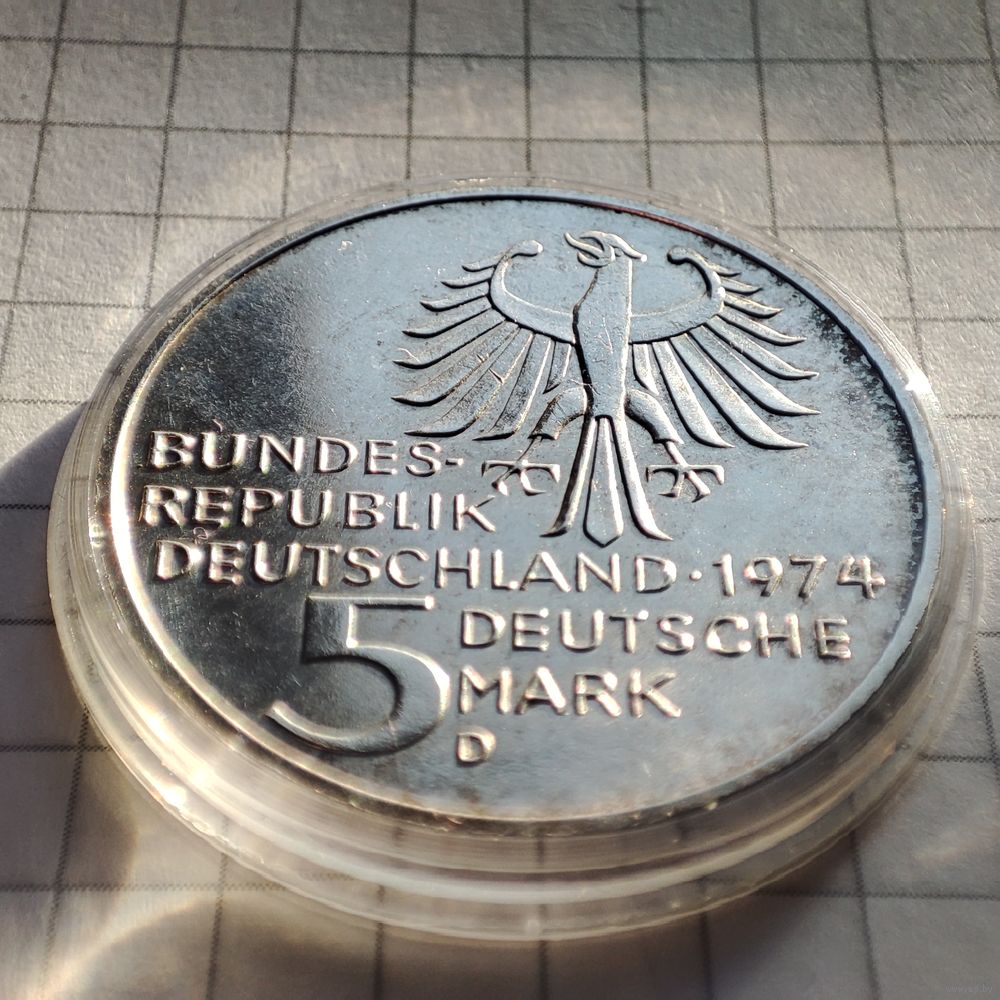 BUNDES-
REPUBLIK
DEUTSCHLAND · 1974
5 DEUTSCHE
MARK
D